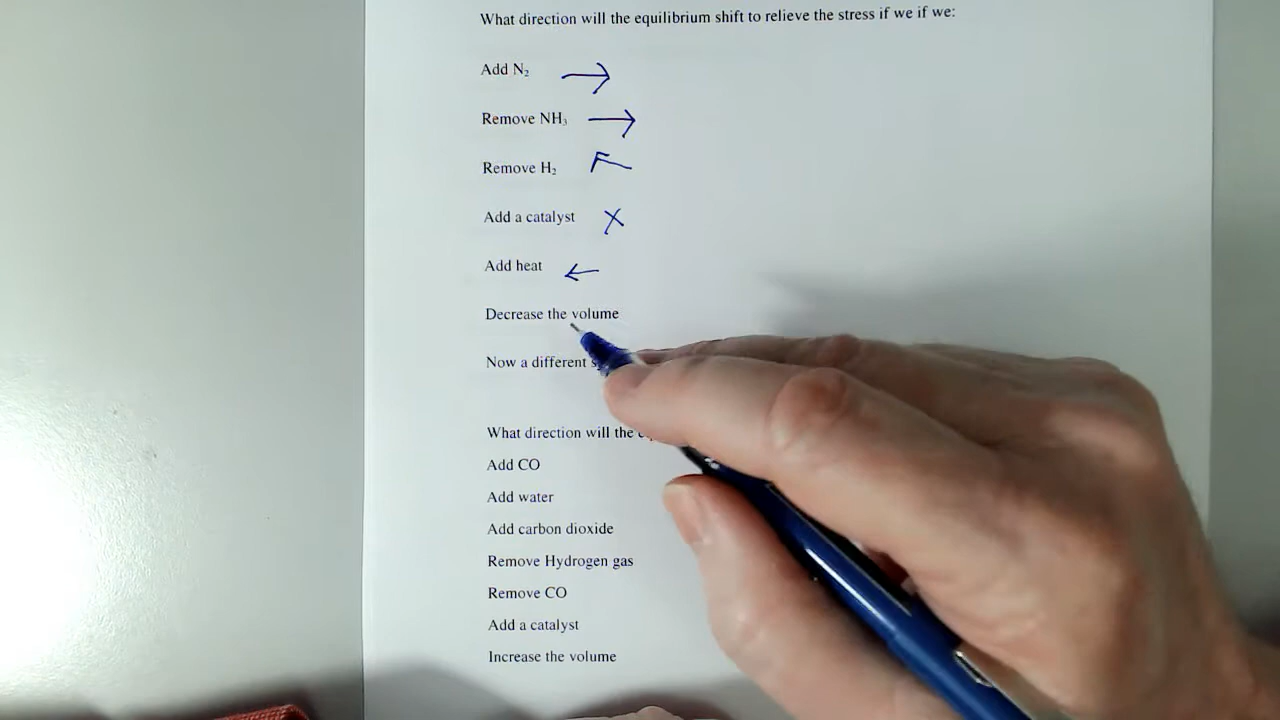 What direction will the equilibrium shift to relieve the stress if we if we:
Add N₂ →
Remove NH₃ →
Remove H₂ ←
Add a catalyst X
Add heat ←
Decrease the volume
Now a different
What direction will the
Add CO
Add water
Add carbon dioxide
Remove Hydrogen gas
Remove CO
Add a catalyst
Increase the volume